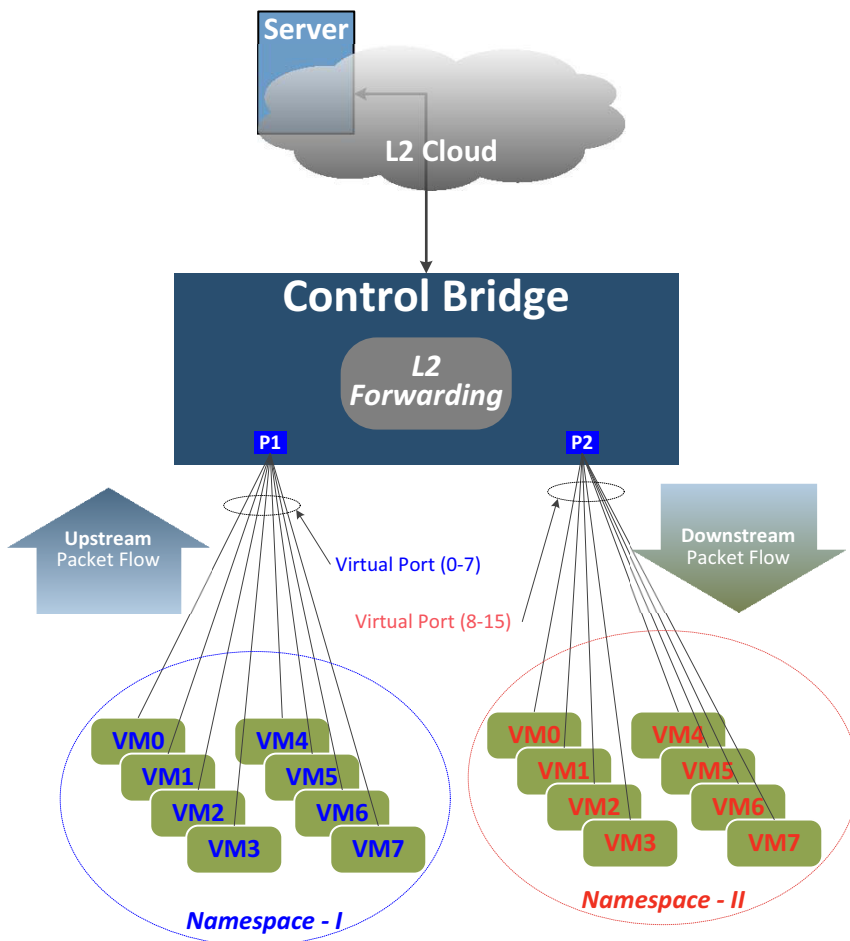 Server
L2 Cloud
Control Bridge
L2
Forwarding
P1
P2
Upstream
Packet Flow
Downstream
Packet Flow
Virtual Port (0-7)
Virtual Port (8-15)
VM0
VM1
VM2
VM3
VM4
VM5
VM6
VM7
Namespace - I
VM0
VM1
VM2
VM3
VM4
VM5
VM6
VM7
Namespace - II